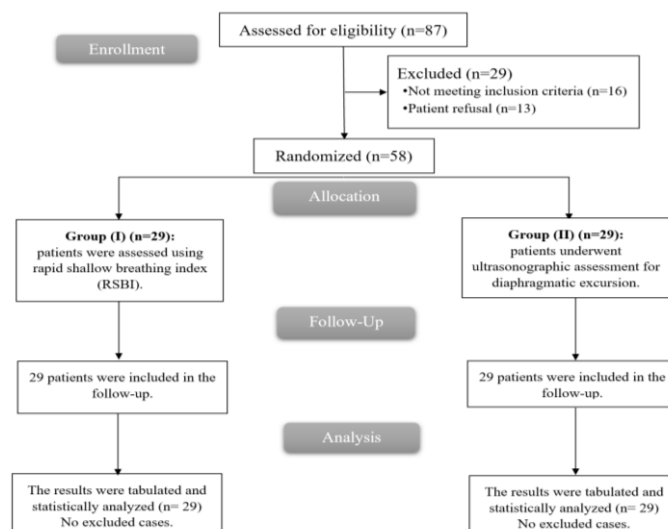 Assessed for eligibility (n=87)
Enrollment
Excluded (n=29)
•Not meeting inclusion criteria (n=16)
•Patient refusal (n=13)
Randomized (n=58)
Allocation
Group (I) (n=29):
patients were assessed using
rapid shallow breathing index
(RSBI).
Group (II) (n=29):
patients underwent
ultrasonographic assessment for
diaphragmatic excursion.
Follow-Up
29 patients were included in the
follow-up.
29 patients were included in the
follow-up.
Analysis
The results were tabulated and
statistically analyzed (n= 29)
No excluded cases.
The results were tabulated and
statistically analyzed (n= 29)
No excluded cases.